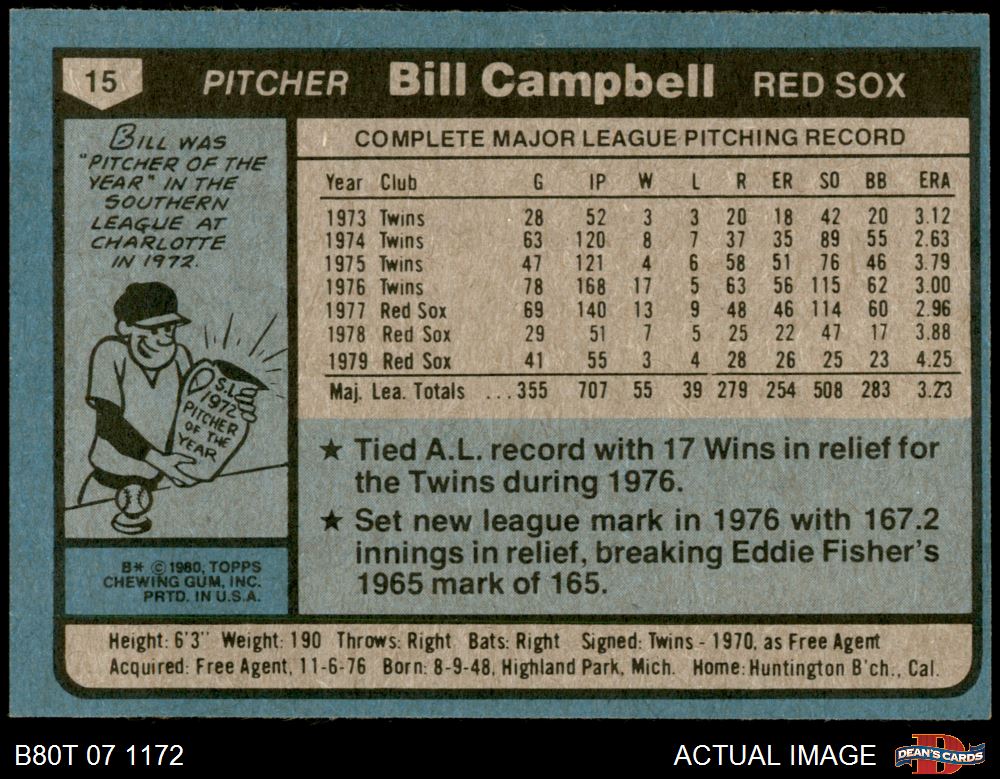 15 PITCHER Bill Campbell RED SOX
BILL WAS
"PITCHER OF THE
YEAR" IN THE
SOUTHERN
LEAGUE AT
CHARLOTTE
IN 1972.
S.L.
1972
PITCHER
OF THE
YEAR
B* © 1980, TOPPS
CHEWING GUM, INC.
PRTD. IN U.S.A.
COMPLETE MAJOR LEAGUE PITCHING RECORD
Year Club G IP W L R ER SO BB ERA
1973 Twins 28 52 3 3 20 18 42 20 3.12
1974 Twins 63 120 8 7 37 35 89 55 2.63
1975 Twins 47 121 4 6 58 51 76 46 3.79
1976 Twins 78 168 17 5 63 56 115 62 3.00
1977 Red Sox 69 140 13 9 48 46 114 60 2.96
1978 Red Sox 29 51 7 5 25 22 47 17 3.88
1979 Red Sox 41 55 3 4 28 26 25 23 4.25
Maj. Lea. Totals ...355 707 55 39 279 254 508 283 3.23
★ Tied A.L. record with 17 Wins in relief for
the Twins during 1976.
★ Set new league mark in 1976 with 167.2
innings in relief, breaking Eddie Fisher's
1965 mark of 165.
Height: 6'3" Weight: 190 Throws: Right Bats: Right Signed: Twins - 1970, as Free Agent
Acquired: Free Agent, 11-6-76 Born: 8-9-48, Highland Park, Mich. Home: Huntington B'ch., Cal.
B80T 07 1172 ACTUAL IMAGE DEAN'S CARDS